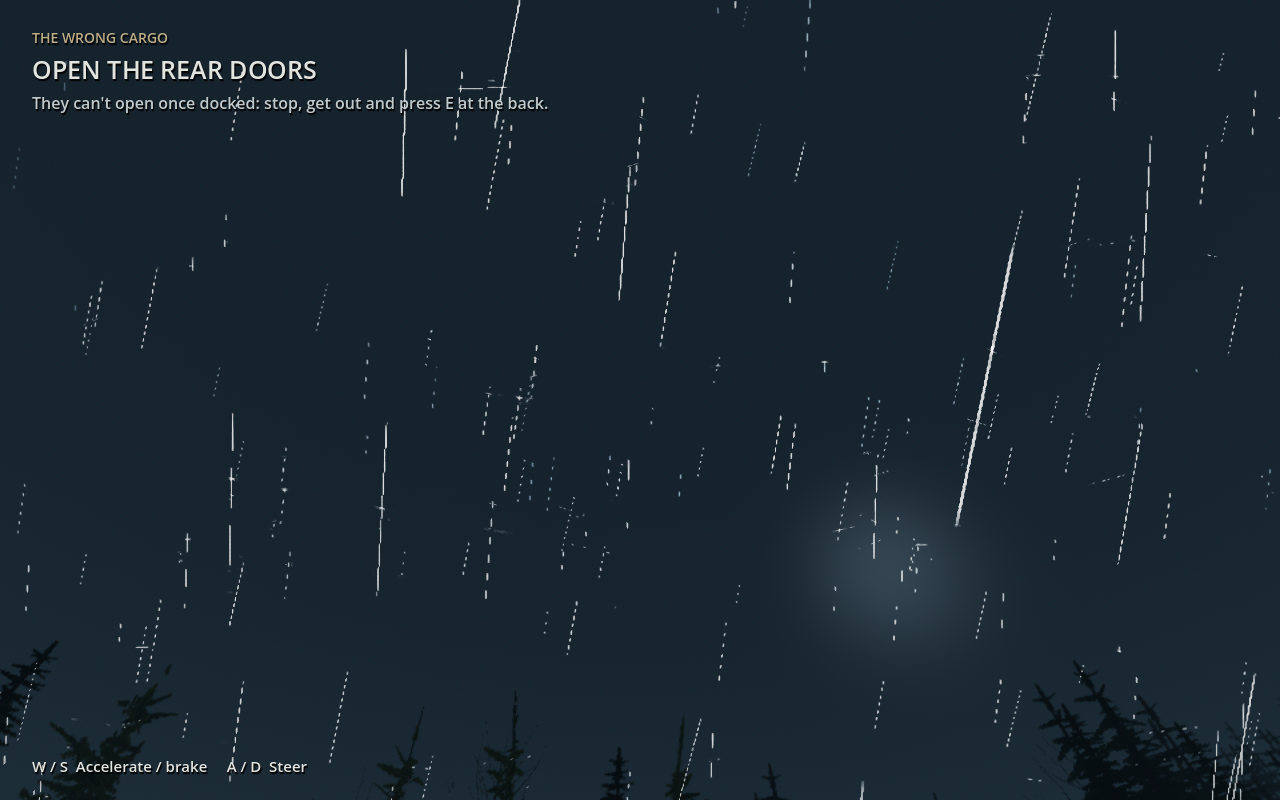 THE WRONG CARGO
OPEN THE REAR DOORS
They can't open once docked: stop, get out and press E at the back.
W / S  Accelerate / brake  A / D  Steer